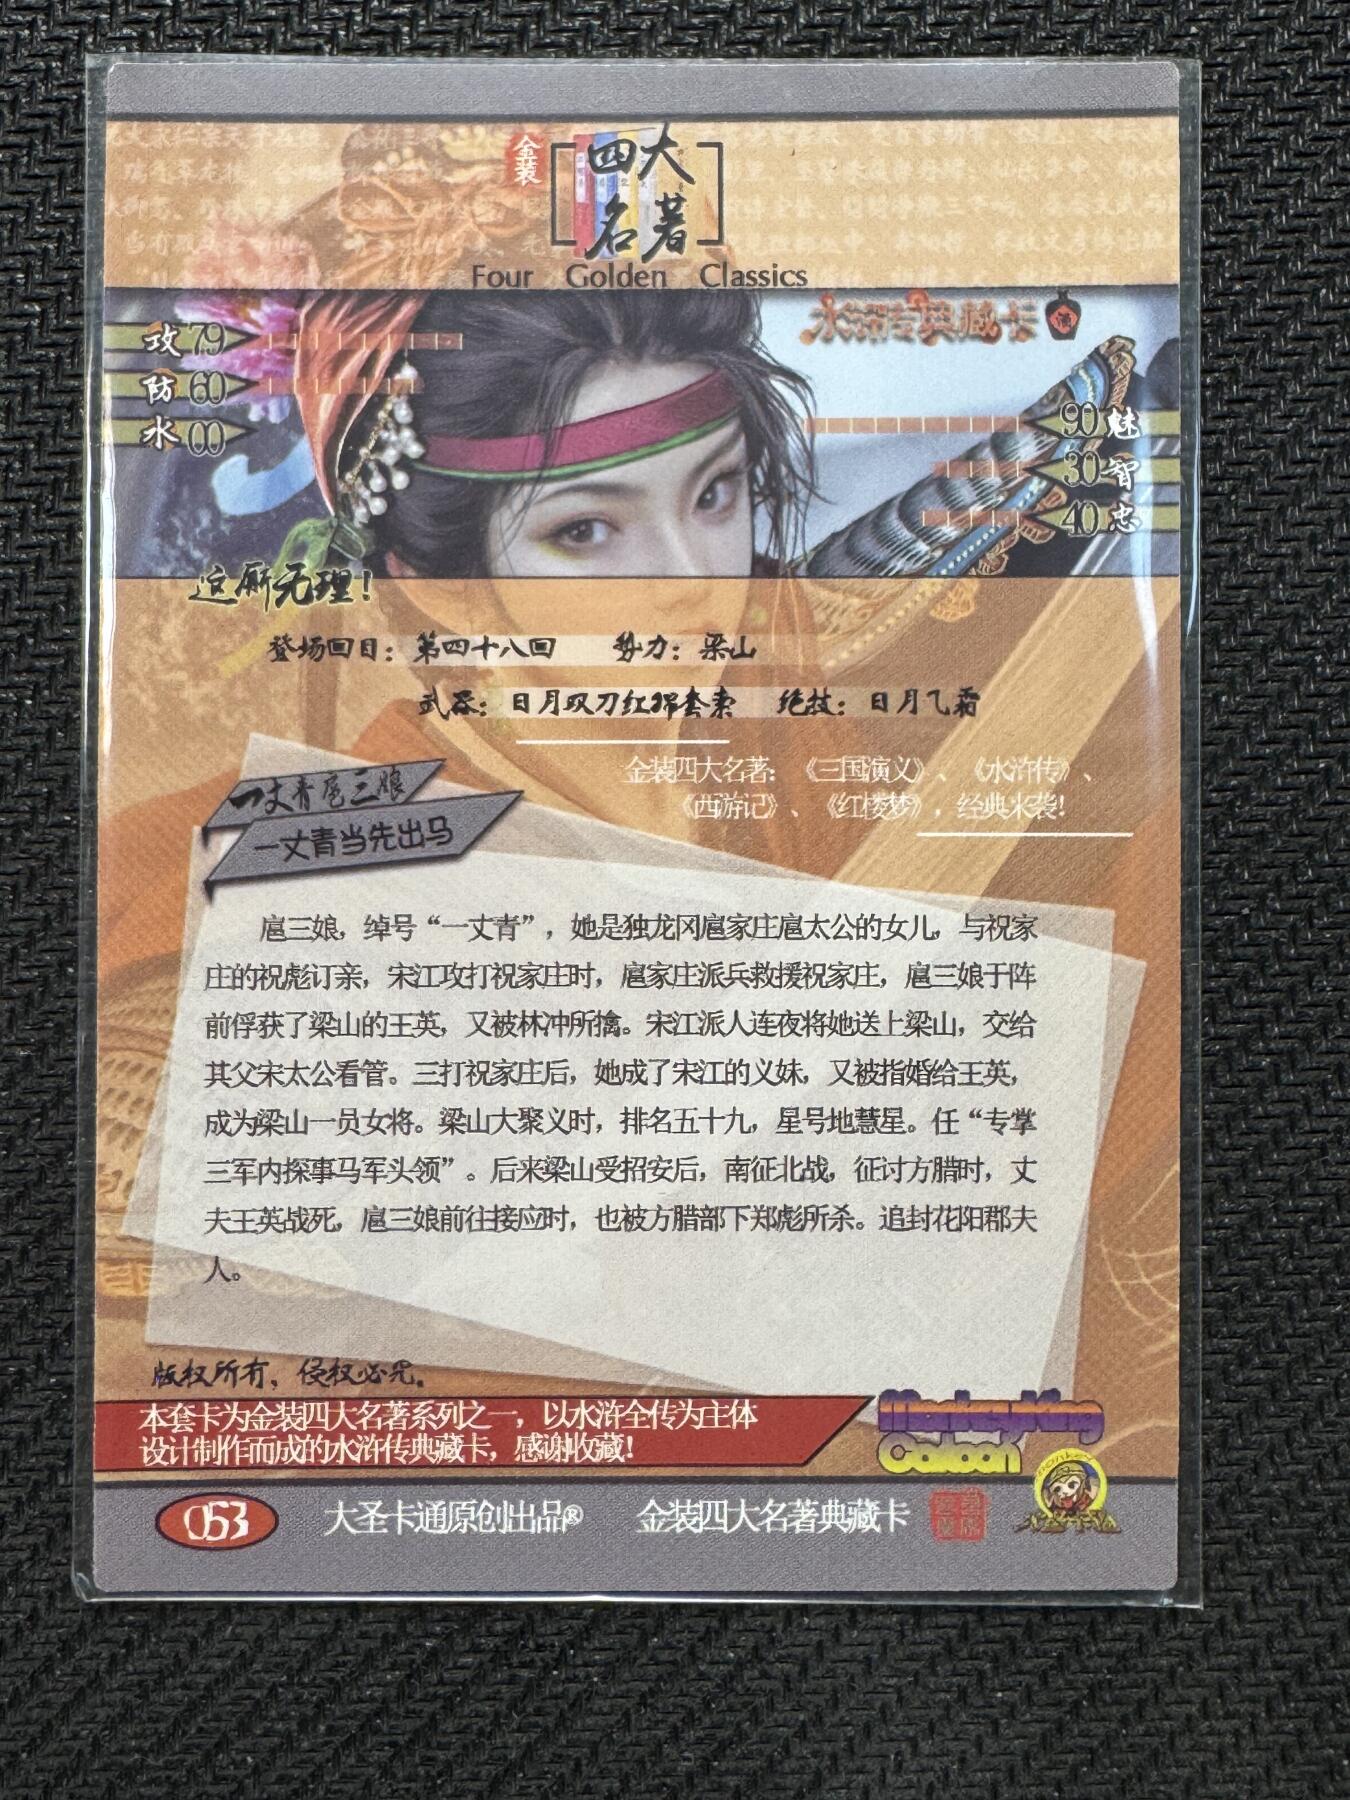 金装
四大
名著
Four Golden Classics
水浒传典藏卡
酒
攻 79
防 60
水 00
90 魅
30 智
40 忠
这厮无理！
登场回目：第四十八回 势力：梁山
武器：日月双刀红绵套索 绝技：日月飞霜
金装四大名著：《三国演义》、《水浒传》、
《西游记》、《红楼梦》，经典来袭！
一丈青扈三娘
一丈青当先出马
扈三娘，绰号“一丈青”，她是独龙冈扈家庄扈太公的女儿，与祝家
庄的祝彪订亲，宋江攻打祝家庄时，扈家庄派兵救援祝家庄，扈三娘于阵
前俘获了梁山的王英，又被林冲所擒。宋江派人连夜将她送上梁山，交给
其父宋太公看管。三打祝家庄后，她成了宋江的义妹，又被指婚给王英，
成为梁山一员女将。梁山大聚义时，排名五十九，星号地慧星。任“专掌
三军内探事马军头领”。后来梁山受招安后，南征北战，征讨方腊时，丈
夫王英战死，扈三娘前往接应时，也被方腊部下郑彪所杀。追封花阳郡夫
人。
版权所有，侵权必究。
本套卡为金装四大名著系列之一，以水浒全传为主体
设计制作而成的水浒传典藏卡，感谢收藏！
Monkey King
Cartoon
053
大圣卡通原创出品® 金装四大名著典藏卡